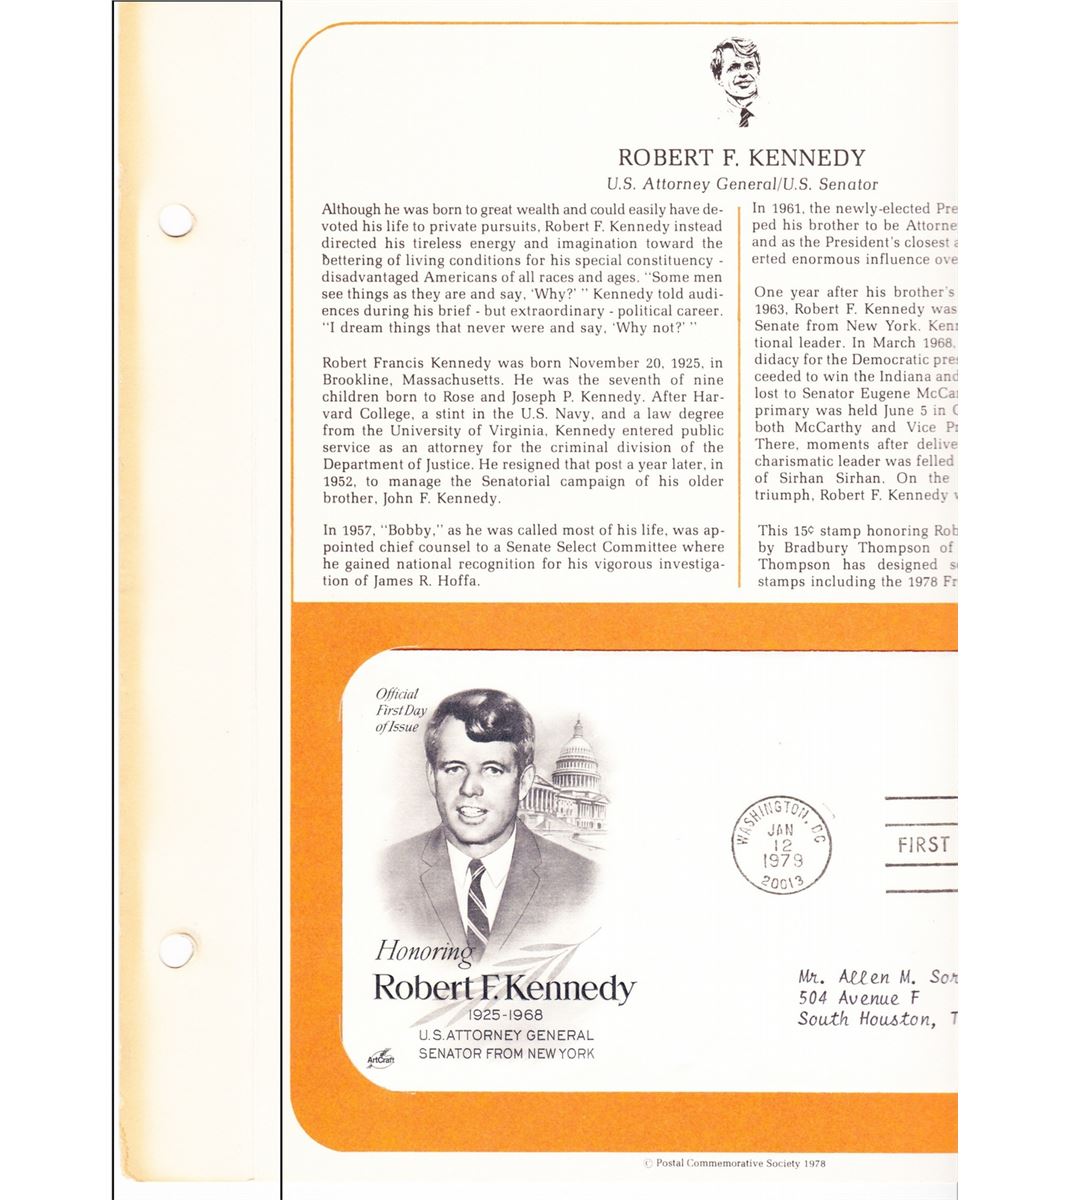 ROBERT F. KENNEDY
U.S. Attorney General/U.S. Senator
Although he was born to great wealth and could easily have de-
voted his life to private pursuits, Robert F. Kennedy instead
directed his tireless energy and imagination toward the
bettering of living conditions for his special constituency -
disadvantaged Americans of all races and ages. "Some men
see things as they are and say, 'Why?' " Kennedy told audi-
ences during his brief - but extraordinary - political career.
"I dream things that never were and say, 'Why not?' "
Robert Francis Kennedy was born November 20, 1925, in
Brookline, Massachusetts. He was the seventh of nine
children born to Rose and Joseph P. Kennedy. After Har-
vard College, a stint in the U.S. Navy, and a law degree
from the University of Virginia, Kennedy entered public
service as an attorney for the criminal division of the
Department of Justice. He resigned that post a year later, in
1952, to manage the Senatorial campaign of his older
brother, John F. Kennedy.
In 1957, "Bobby," as he was called most of his life, was ap-
pointed chief counsel to a Senate Select Committee where
he gained national recognition for his vigorous investiga-
tion of James R. Hoffa.
In 1961, the newly-elected Pre
ped his brother to be Attorne
and as the President's closest
erted enormous influence ove
One year after his brother's
1963, Robert F. Kennedy was
Senate from New York. Ken
tional leader. In March 1968,
didacy for the Democratic pre
ceeded to win the Indiana and
lost to Senator Eugene McCa
primary was held June 5 in C
both McCarthy and Vice Pr
There, moments after delive
charismatic leader was felled
of Sirhan Sirhan. On the
triumph, Robert F. Kennedy
This 15¢ stamp honoring Rob
by Bradbury Thompson of
Thompson has designed s
stamps including the 1978 Fr
Official
First Day
of Issue
WASHINGTON, DC
JAN
12
1979
20013
FIRST
Honoring
Robert F. Kennedy
1925-1968
U.S. ATTORNEY GENERAL
SENATOR FROM NEW YORK
ArtCraft
Mr. Allen M. Sor
504 Avenue F
South Houston, T
© Postal Commemorative Society 1978